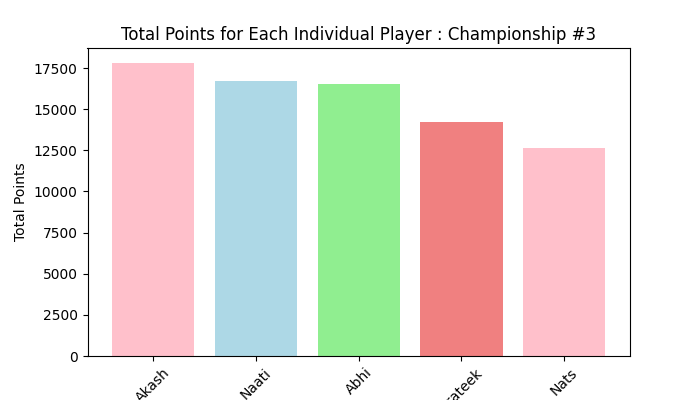 Total Points for Each Individual Player : Championship #3
Total Points
17500
15000
12500
10000
7500
5000
2500
0
Akash
Naati
Abhi
ateek
Nats